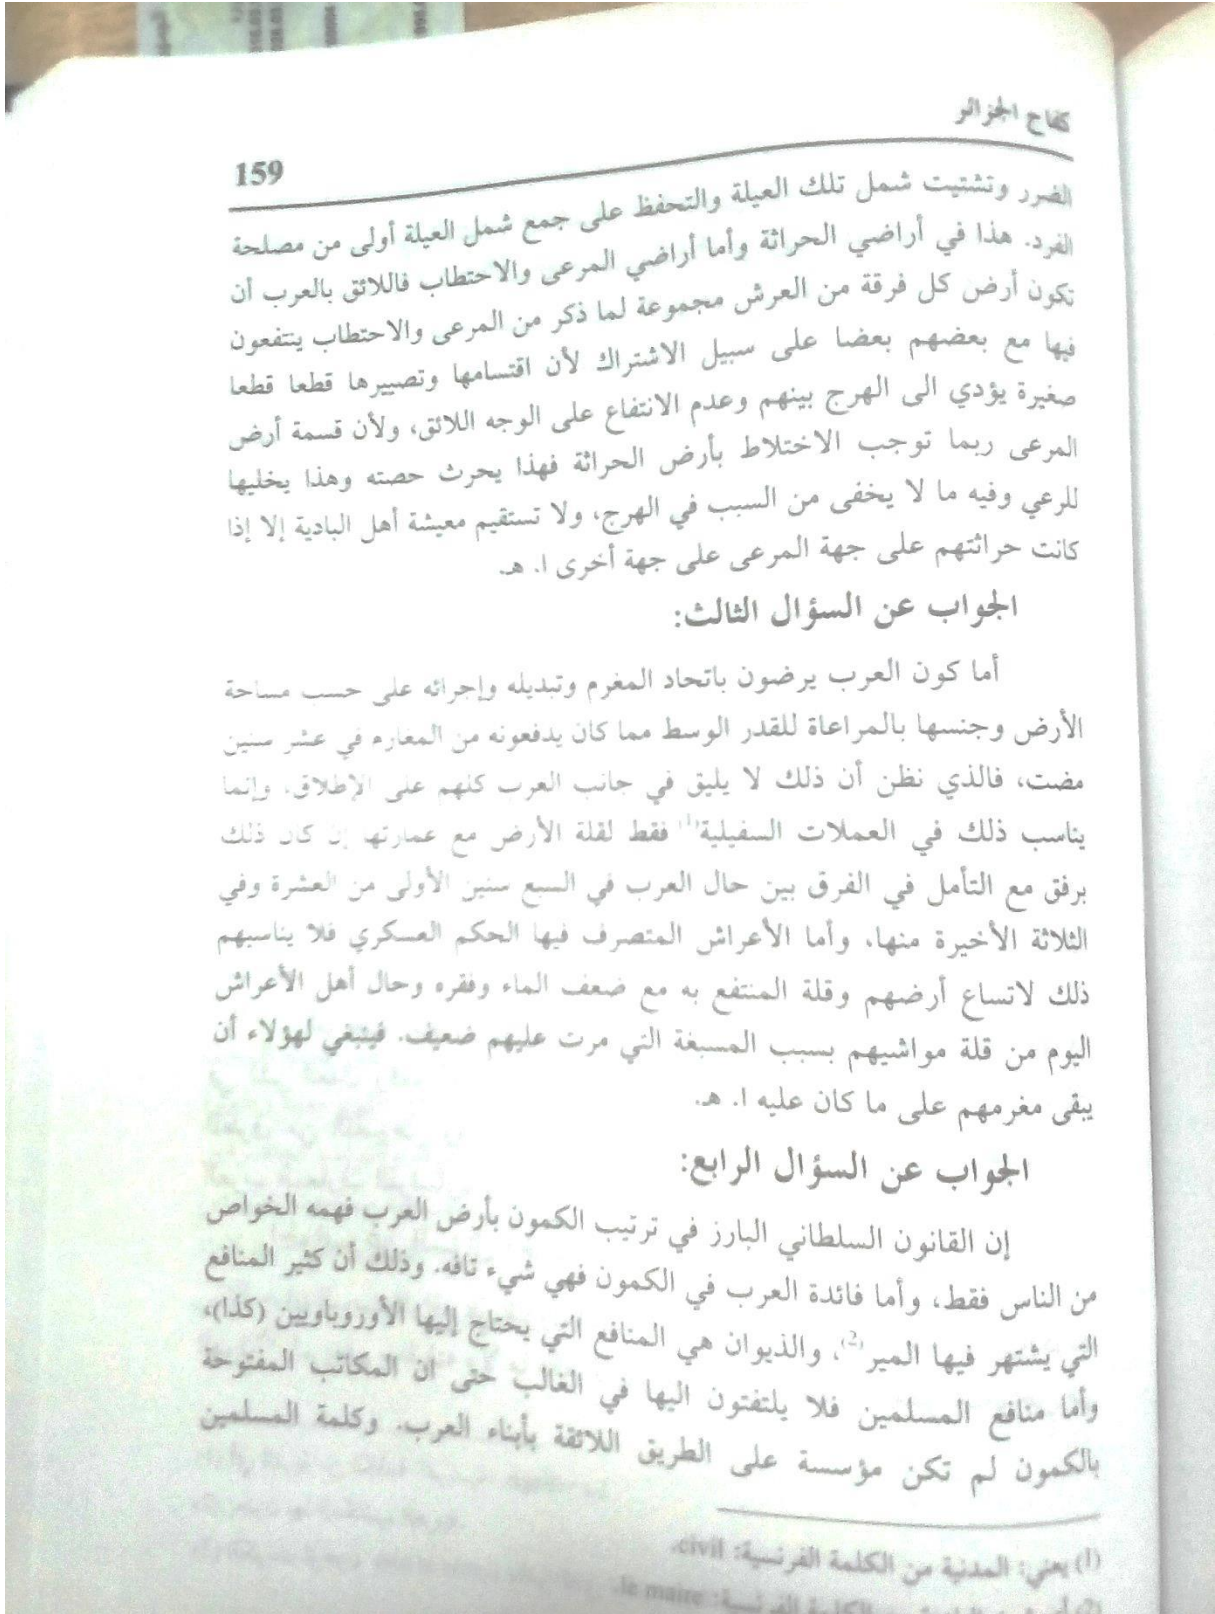 كفاح الجزائر
159
الضرر وتشتيت شمل تلك العيلة والتحفظ على جمع شمل العيلة أولى من مصلحة
الفرد. هذا في أراضي الحراثة وأما أراضي المرعى والاحتطاب فاللائق بالعرب أن
تكون أرض كل فرقة من العرش مجموعة لما ذكر من المرعى والاحتطاب ينتفعون
فيها مع بعضهم بعضا على سبيل الاشتراك لأن اقتسامها وتصييرها قطعا قطعا
صغيرة يؤدي الى الهرج بينهم وعدم الانتفاع على الوجه اللائق، ولأن قسمة أرض
المرعى ربما توجب الاختلاط بأرض الحراثة فهذا يحرث حصته وهذا يخليها
للرعي وفيه ما لا يخفى من السبب في الهرج، ولا تستقيم معيشة أهل البادية إلا إذا
كانت حراثتهم على جهة المرعى على جهة أخرى ا. هـ.
الجواب عن السؤال الثالث:
أما كون العرب يرضون باتحاد المغرم وتبديله وإجرائه على حسب مساحة
الأرض وجنسها بالمراعاة للقدر الوسط مما كان يدفعونه من المغارم في عشر سنين
مضت، فالذي نظن أن ذلك لا يليق في جانب العرب كلهم على الإطلاق، وإنما
يناسب ذلك في العملات السفيلية(1) فقط لقلة الأرض مع عمارتها إن كان ذلك
برفق مع التأمل في الفرق بين حال العرب في السبع سنين الأولى من العشرة وفي
الثلاثة الأخيرة منها، وأما الأعراش المتصرف فيها الحكم العسكري فلا يناسبهم
ذلك لاتساع أرضهم وقلة المنتفع به مع ضعف الماء وفقره وحال أهل الأعراش
اليوم من قلة مواشيهم بسبب المسبغة التي مرت عليهم ضعيف. فينبغي لهؤلاء أن
يبقى مغرمهم على ما كان عليه ا. هـ.
الجواب عن السؤال الرابع:
إن القانون السلطاني البارز في ترتيب الكمون بأرض العرب فهمه الخواص
من الناس فقط، وأما فائدة العرب في الكمون فهي شيء تافه. وذلك أن كثير المنافع
التي يشتهر فيها المير(2)، والذيوان هي المنافع التي يحتاج إليها الأوروباويين (كذا)،
وأما منافع المسلمين فلا يلتفتون اليها في الغالب حتى ان المكاتب المفتوحة
بالكمون لم تكن مؤسسة على الطريق اللائقة بأبناء العرب. وكلمة المسلمين
(1) يعني: المدنية من الكلمة الفرنسية: civil.
الكلمة الفرنسية: le maire.